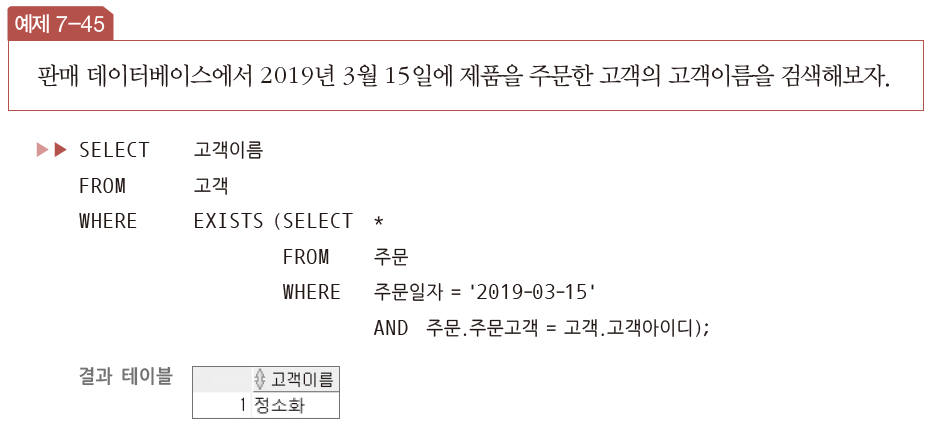 예제 7-45
판매 데이터베이스에서 2019년 3월 15일에 제품을 주문한 고객의 고객이름을 검색해보자.
▶▶ SELECT 고객이름
FROM 고객
WHERE EXISTS (SELECT *
FROM 주문
WHERE 주문일자 = '2019-03-15'
AND 주문.주문고객 = 고객.고객아이디);
결과 테이블
고객이름
1 정소화